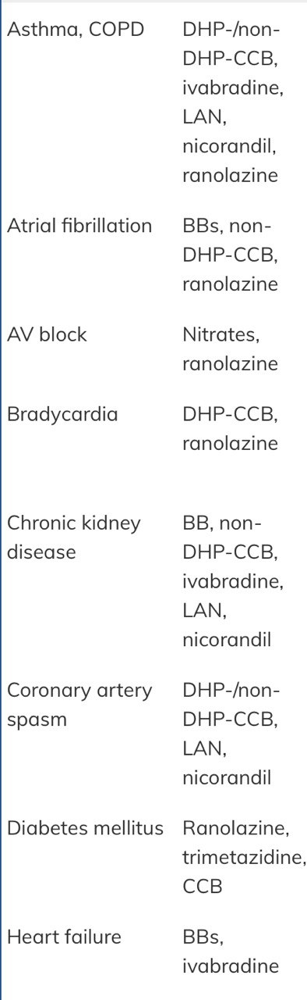 Asthma, COPD DHP-/non-
DHP-CCB,
ivabradine,
LAN,
nicorandil,
ranolazine
Atrial fibrillation BBs, non-
DHP-CCB,
ranolazine
AV block Nitrates,
ranolazine
Bradycardia DHP-CCB,
ranolazine
Chronic kidney BB, non-
disease DHP-CCB,
ivabradine,
LAN,
nicorandil
Coronary artery DHP-/non-
spasm DHP-CCB,
LAN,
nicorandil
Diabetes mellitus Ranolazine,
trimetazidine,
CCB
Heart failure BBs,
ivabradine